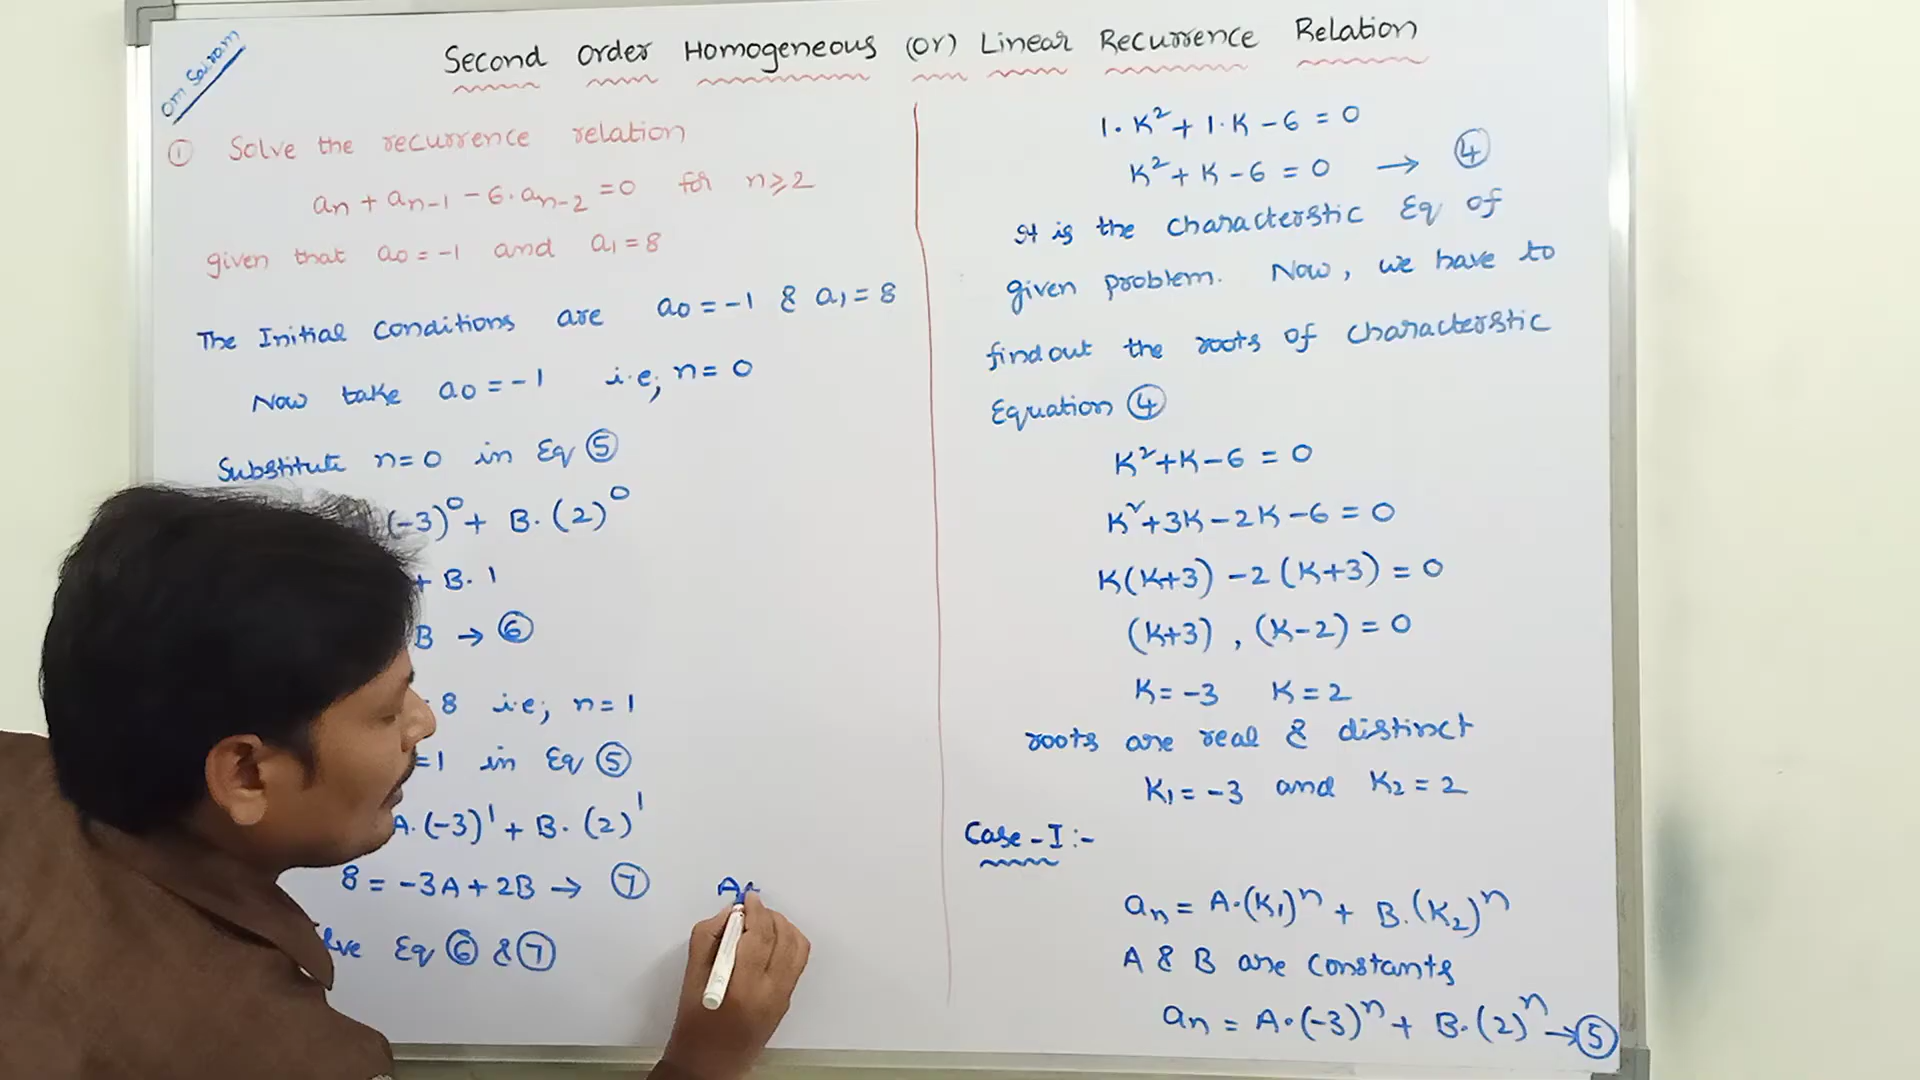 Om Sairam
Second Order Homogeneous (or) Linear Recurrence Relation
① Solve the recurrence relation
aₙ + aₙ₋₁ - 6·aₙ₋₂ = 0 for n≥2
given that a₀ = -1 and a₁ = 8
The Initial Conditions are a₀ = -1 & a₁ = 8
Now take a₀ = -1 i.e; n = 0
Substitute n=0 in Eq ⑤
(-3)⁰ + B·(2)⁰
+ B·1
B → ⑥
8 i.e; n = 1
=1 in Eq ⑤
A·(-3)¹ + B·(2)¹
8 = -3A + 2B → ⑦
Eq ⑥ & ⑦
1·K² + 1·K - 6 = 0
K² + K - 6 = 0 → ④
It is the characterstic Eq of
given problem. Now, we have to
find out the roots of characterstic
Equation ④
K² + K - 6 = 0
K² + 3K - 2K - 6 = 0
K(K+3) - 2(K+3) = 0
(K+3) , (K-2) = 0
K = -3 K = 2
roots are real & distinct
K₁ = -3 and K₂ = 2
Case - I :-
aₙ = A·(K₁)ⁿ + B·(K₂)ⁿ
A & B are constants
aₙ = A·(-3)ⁿ + B·(2)ⁿ → ⑤